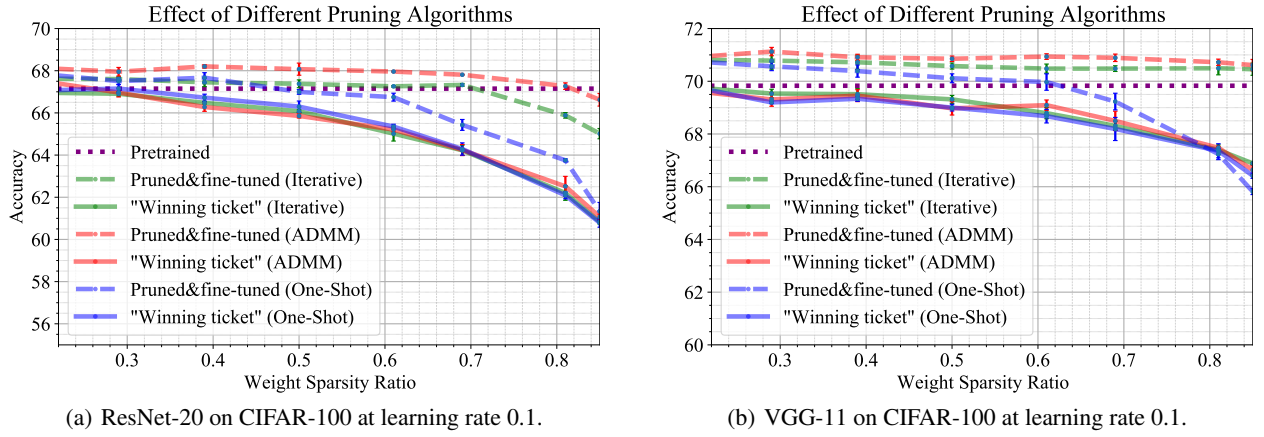 Effect of Different Pruning Algorithms
70
68
66
64
62
60
58
56
Accuracy
Pretrained
Pruned&fine-tuned (Iterative)
"Winning ticket" (Iterative)
Pruned&fine-tuned (ADMM)
"Winning ticket" (ADMM)
Pruned&fine-tuned (One-Shot)
"Winning ticket" (One-Shot)
0.3 0.4 0.5 0.6 0.7 0.8
Weight Sparsity Ratio
(a) ResNet-20 on CIFAR-100 at learning rate 0.1.
Effect of Different Pruning Algorithms
72
70
68
66
64
62
60
Accuracy
Pretrained
Pruned&fine-tuned (Iterative)
"Winning ticket" (Iterative)
Pruned&fine-tuned (ADMM)
"Winning ticket" (ADMM)
Pruned&fine-tuned (One-Shot)
"Winning ticket" (One-Shot)
0.3 0.4 0.5 0.6 0.7 0.8
Weight Sparsity Ratio
(b) VGG-11 on CIFAR-100 at learning rate 0.1.